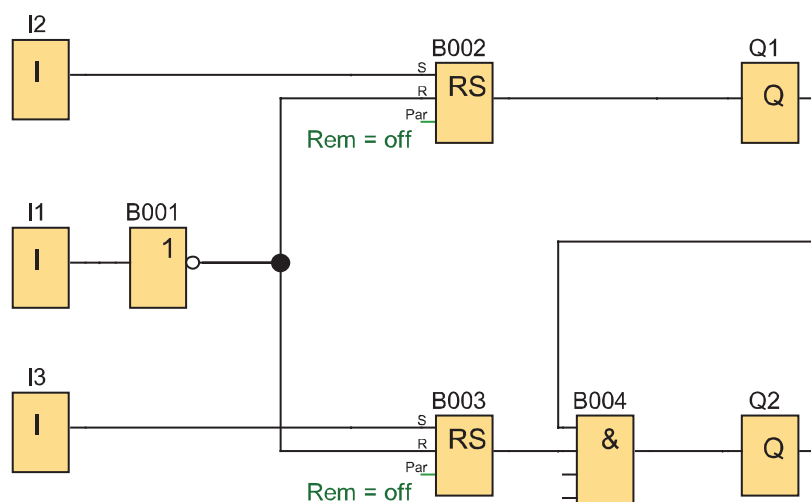 I2
I
B002
S
R
Par
RS
Rem = off
Q1
Q
I1
I
B001
1
I3
I
B003
S
R
Par
RS
Rem = off
B004
&
Q2
Q